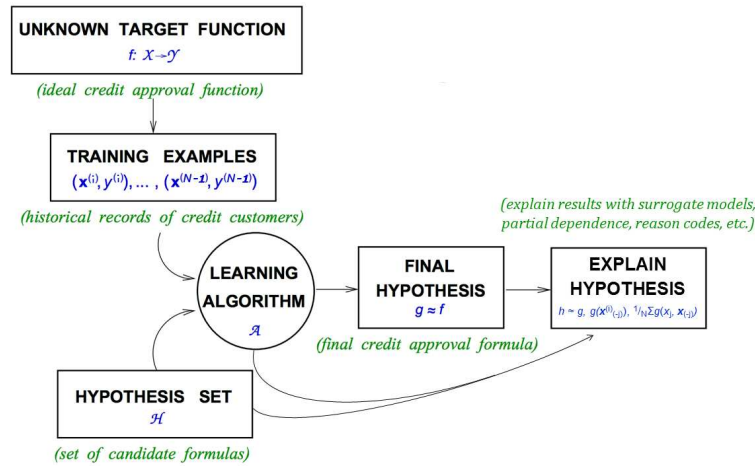 UNKNOWN TARGET FUNCTION
f: X→𝒴
(ideal credit approval function)
TRAINING EXAMPLES
(x⁽ⁱ⁾, y⁽ⁱ⁾), ... , (x⁽ᴺ⁻¹⁾, y⁽ᴺ⁻¹⁾)
(historical records of credit customers)
(explain results with surrogate models,
partial dependence, reason codes, etc.)
LEARNING
ALGORITHM
𝒜
FINAL
HYPOTHESIS
g ≈ f
(final credit approval formula)
EXPLAIN
HYPOTHESIS
h ≈ g, g(x⁽ⁱ⁾₍₋ⱼ₎), ¹/ₙΣg(xⱼ, x₍₋ⱼ₎)
HYPOTHESIS SET
ℋ
(set of candidate formulas)